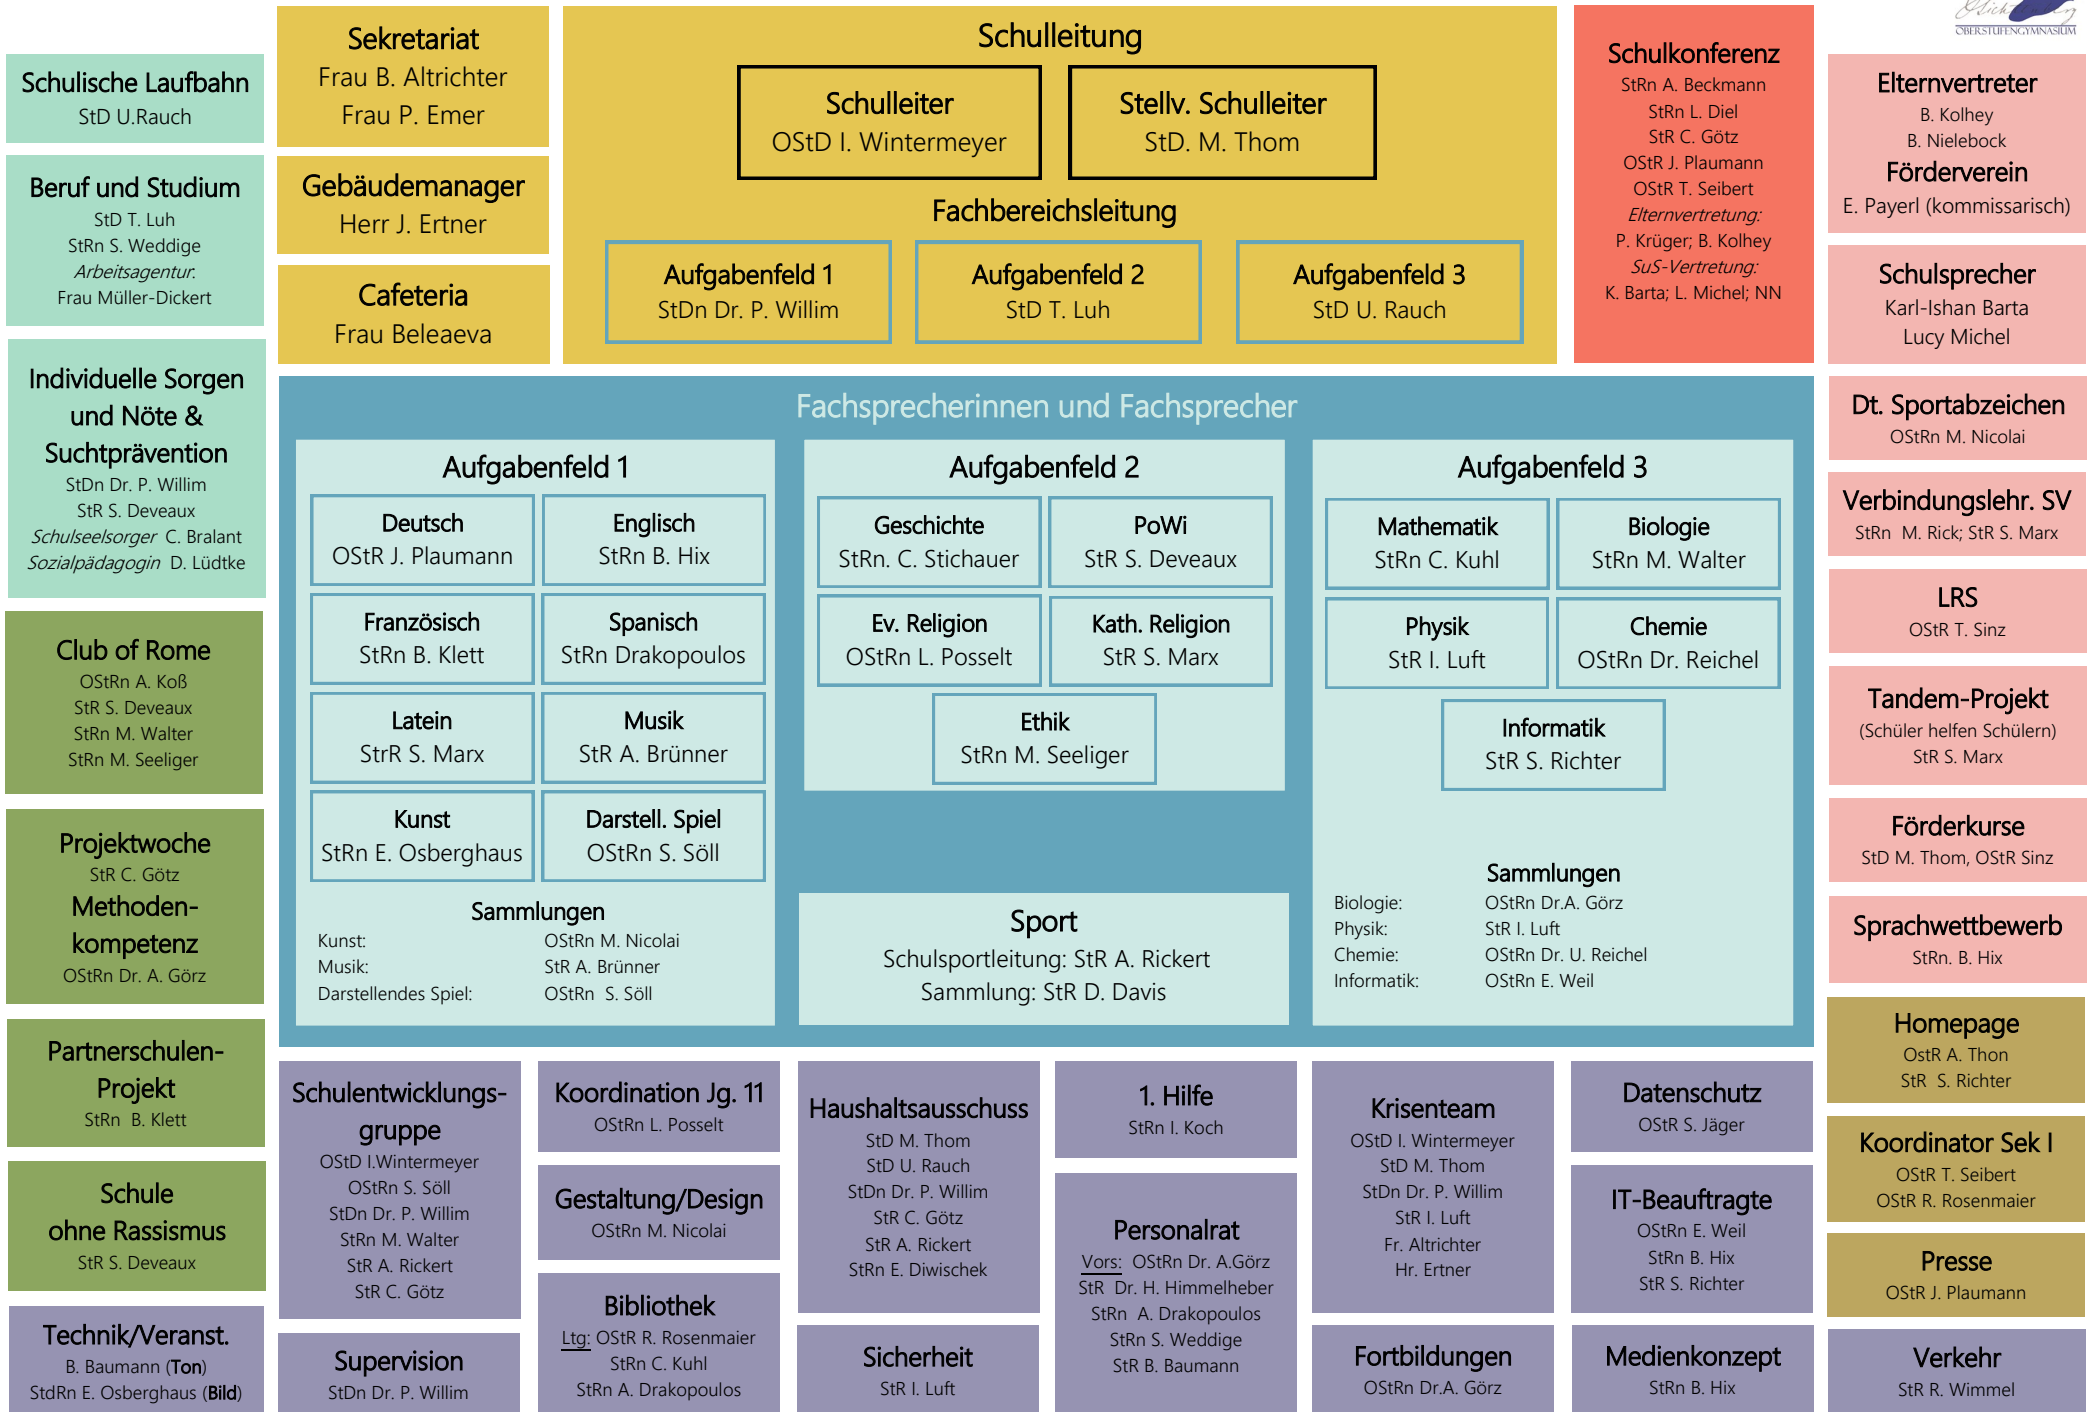 OBERSTUFENGYMNASIUM
Schulische Laufbahn
StD U.Rauch
Beruf und Studium
StD T. Luh
StRn S. Weddige
Arbeitsagentur:
Frau Müller-Dickert
Individuelle Sorgen
und Nöte &
Suchtprävention
StDn Dr. P. Willim
StR S. Deveaux
Schulseelsorger C. Bralant
Sozialpädagogin D. Lüdtke
Club of Rome
OStRn A. Koß
StR S. Deveaux
StRn M. Walter
StRn M. Seeliger
Projektwoche
StR C. Götz
Methoden-
kompetenz
OStRn Dr. A. Görz
Partnerschulen-
Projekt
StRn B. Klett
Schule
ohne Rassismus
StR S. Deveaux
Technik/Veranst.
B. Baumann (Ton)
StdRn E. Osberghaus (Bild)
Sekretariat
Frau B. Altrichter
Frau P. Emer
Gebäudemanager
Herr J. Ertner
Cafeteria
Frau Beleaeva
Schulleitung
Schulleiter
OStD I. Wintermeyer
Stellv. Schulleiter
StD. M. Thom
Fachbereichsleitung
Aufgabenfeld 1
StDn Dr. P. Willim
Aufgabenfeld 2
StD T. Luh
Aufgabenfeld 3
StD U. Rauch
Schulkonferenz
StRn A. Beckmann
StRn L. Diel
StR C. Götz
OStR J. Plaumann
OStR T. Seibert
Elternvertretung:
P. Krüger; B. Kolhey
SuS-Vertretung:
K. Barta; L. Michel; NN
Fachsprecherinnen und Fachsprecher
Aufgabenfeld 1
Deutsch
OStR J. Plaumann
Englisch
StRn B. Hix
Französisch
StRn B. Klett
Spanisch
StRn Drakopoulos
Latein
StrR S. Marx
Musik
StR A. Brünner
Kunst
StRn E. Osberghaus
Darstell. Spiel
OStRn S. Söll
Sammlungen
Kunst: OStRn M. Nicolai
Musik: StR A. Brünner
Darstellendes Spiel: OStRn S. Söll
Aufgabenfeld 2
Geschichte
StRn. C. Stichauer
PoWi
StR S. Deveaux
Ev. Religion
OStRn L. Posselt
Kath. Religion
StR S. Marx
Ethik
StRn M. Seeliger
Sport
Schulsportleitung: StR A. Rickert
Sammlung: StR D. Davis
Aufgabenfeld 3
Mathematik
StRn C. Kuhl
Biologie
StRn M. Walter
Physik
StR I. Luft
Chemie
OStRn Dr. Reichel
Informatik
StR S. Richter
Sammlungen
Biologie: OStRn Dr.A. Görz
Physik: StR I. Luft
Chemie: OStRn Dr. U. Reichel
Informatik: OStRn E. Weil
Schulentwicklungs-
gruppe
OStD I.Wintermeyer
OStRn S. Söll
StDn Dr. P. Willim
StRn M. Walter
StR A. Rickert
StR C. Götz
Supervision
StDn Dr. P. Willim
Koordination Jg. 11
OStRn L. Posselt
Gestaltung/Design
OStRn M. Nicolai
Bibliothek
Ltg: OStR R. Rosenmaier
StRn C. Kuhl
StRn A. Drakopoulos
Haushaltsausschuss
StD M. Thom
StD U. Rauch
StDn Dr. P. Willim
StR C. Götz
StR A. Rickert
StRn E. Diwischek
Sicherheit
StR I. Luft
1. Hilfe
StRn I. Koch
Personalrat
Vors: OStRn Dr. A.Görz
StR Dr. H. Himmelheber
StRn A. Drakopoulos
StRn S. Weddige
StR B. Baumann
Krisenteam
OStD I. Wintermeyer
StD M. Thom
StDn Dr. P. Willim
StR I. Luft
Fr. Altrichter
Hr. Ertner
Fortbildungen
OStRn Dr.A. Görz
Datenschutz
OStR S. Jäger
IT-Beauftragte
OStRn E. Weil
StRn B. Hix
StR S. Richter
Medienkonzept
StRn B. Hix
Elternvertreter
B. Kolhey
B. Nielebock
Förderverein
E. Payerl (kommissarisch)
Schulsprecher
Karl-Ishan Barta
Lucy Michel
Dt. Sportabzeichen
OStRn M. Nicolai
Verbindungslehr. SV
StRn M. Rick; StR S. Marx
LRS
OStR T. Sinz
Tandem-Projekt
(Schüler helfen Schülern)
StR S. Marx
Förderkurse
StD M. Thom, OStR Sinz
Sprachwettbewerb
StRn. B. Hix
Homepage
OstR A. Thon
StR S. Richter
Koordinator Sek I
OStR T. Seibert
OStR R. Rosenmaier
Presse
OStR J. Plaumann
Verkehr
StR R. Wimmel